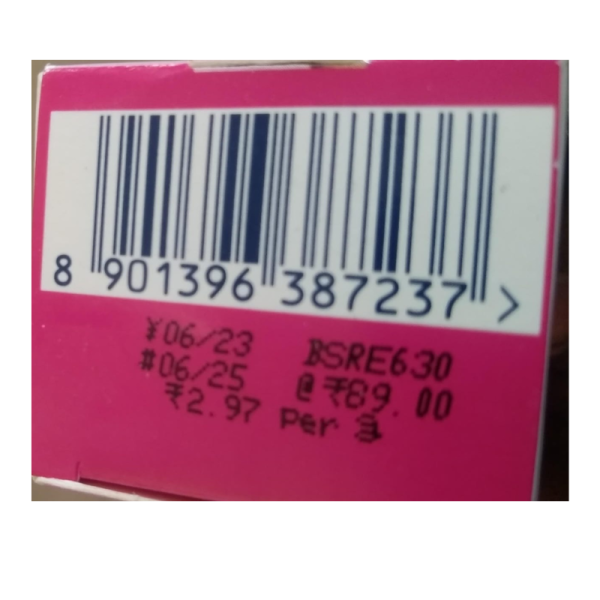 8 901396 387237 >
¥06/23 BSRE630
#06/25 @ ₹89.00
₹2.97 per g